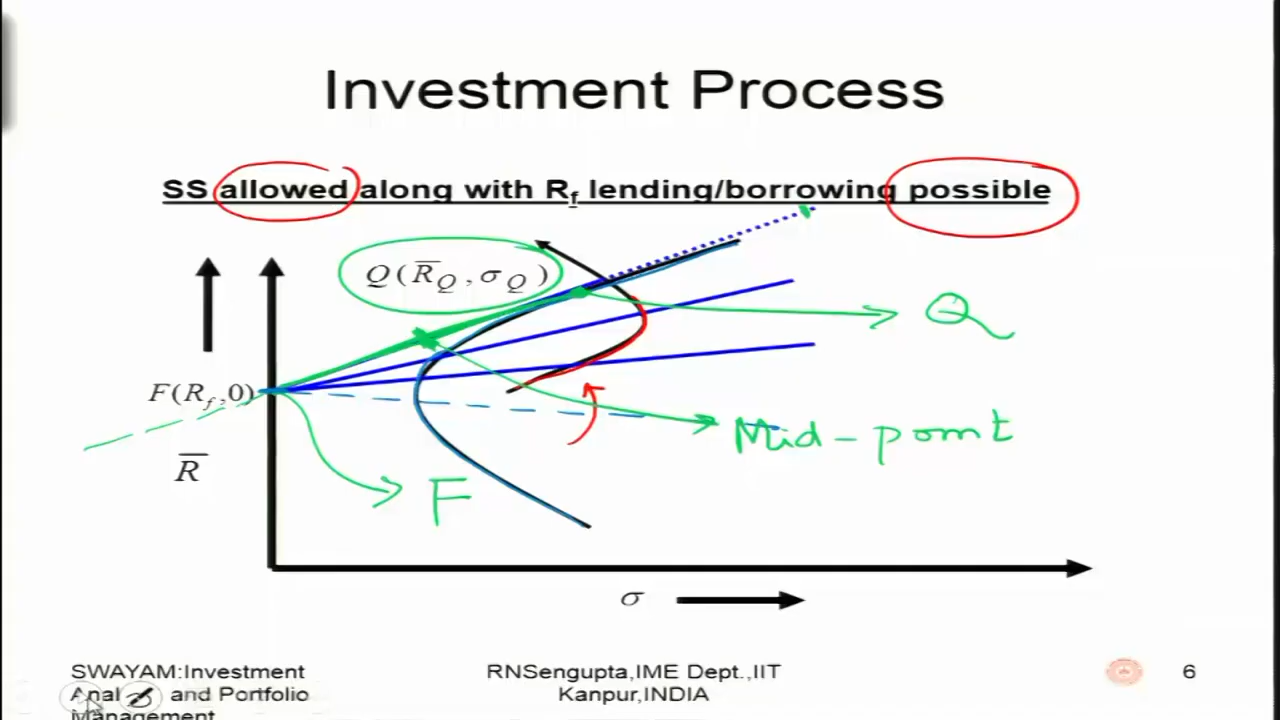 Investment Process
SS allowed along with Rf lending/borrowing possible
Q(R̅Q, σQ)
Q
F(Rf,0)
Mid-point
R̅
F
σ
SWAYAM:Investment
Anal and Portfolio
Management
RNSengupta,IME Dept.,IIT
Kanpur,INDIA
6